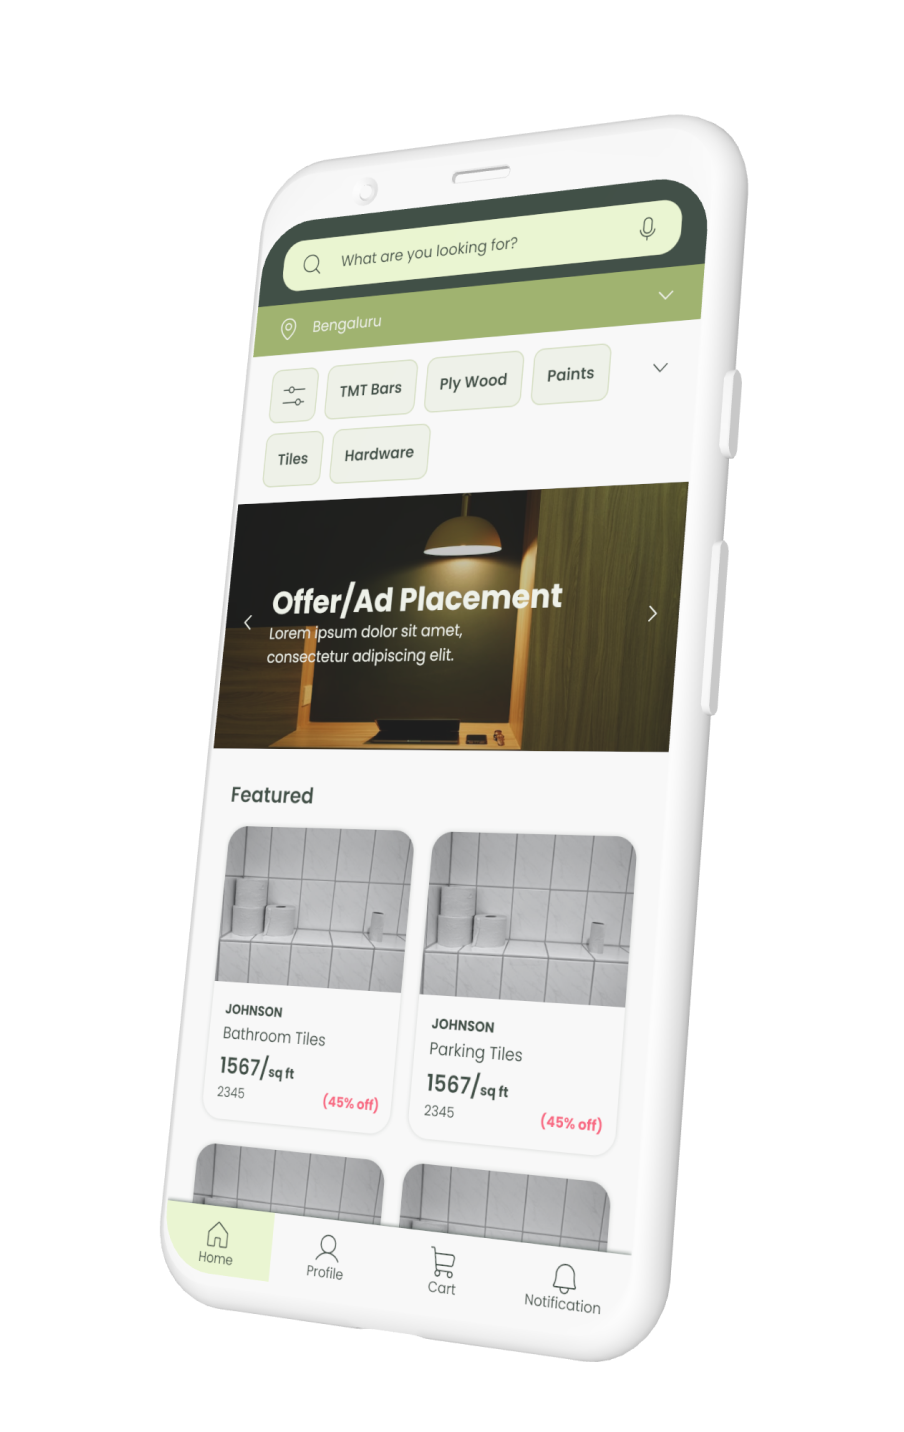 What are you looking for?
Bengaluru
TMT Bars
Ply Wood
Paints
Tiles
Hardware
Offer/Ad Placement
Lorem ipsum dolor sit amet,
consectetur adipiscing elit.
Featured
JOHNSON
Bathroom Tiles
1567/sq ft
2345
(45% off)
JOHNSON
Parking Tiles
1567/sq ft
2345
(45% off)
Home
Profile
Cart
Notification